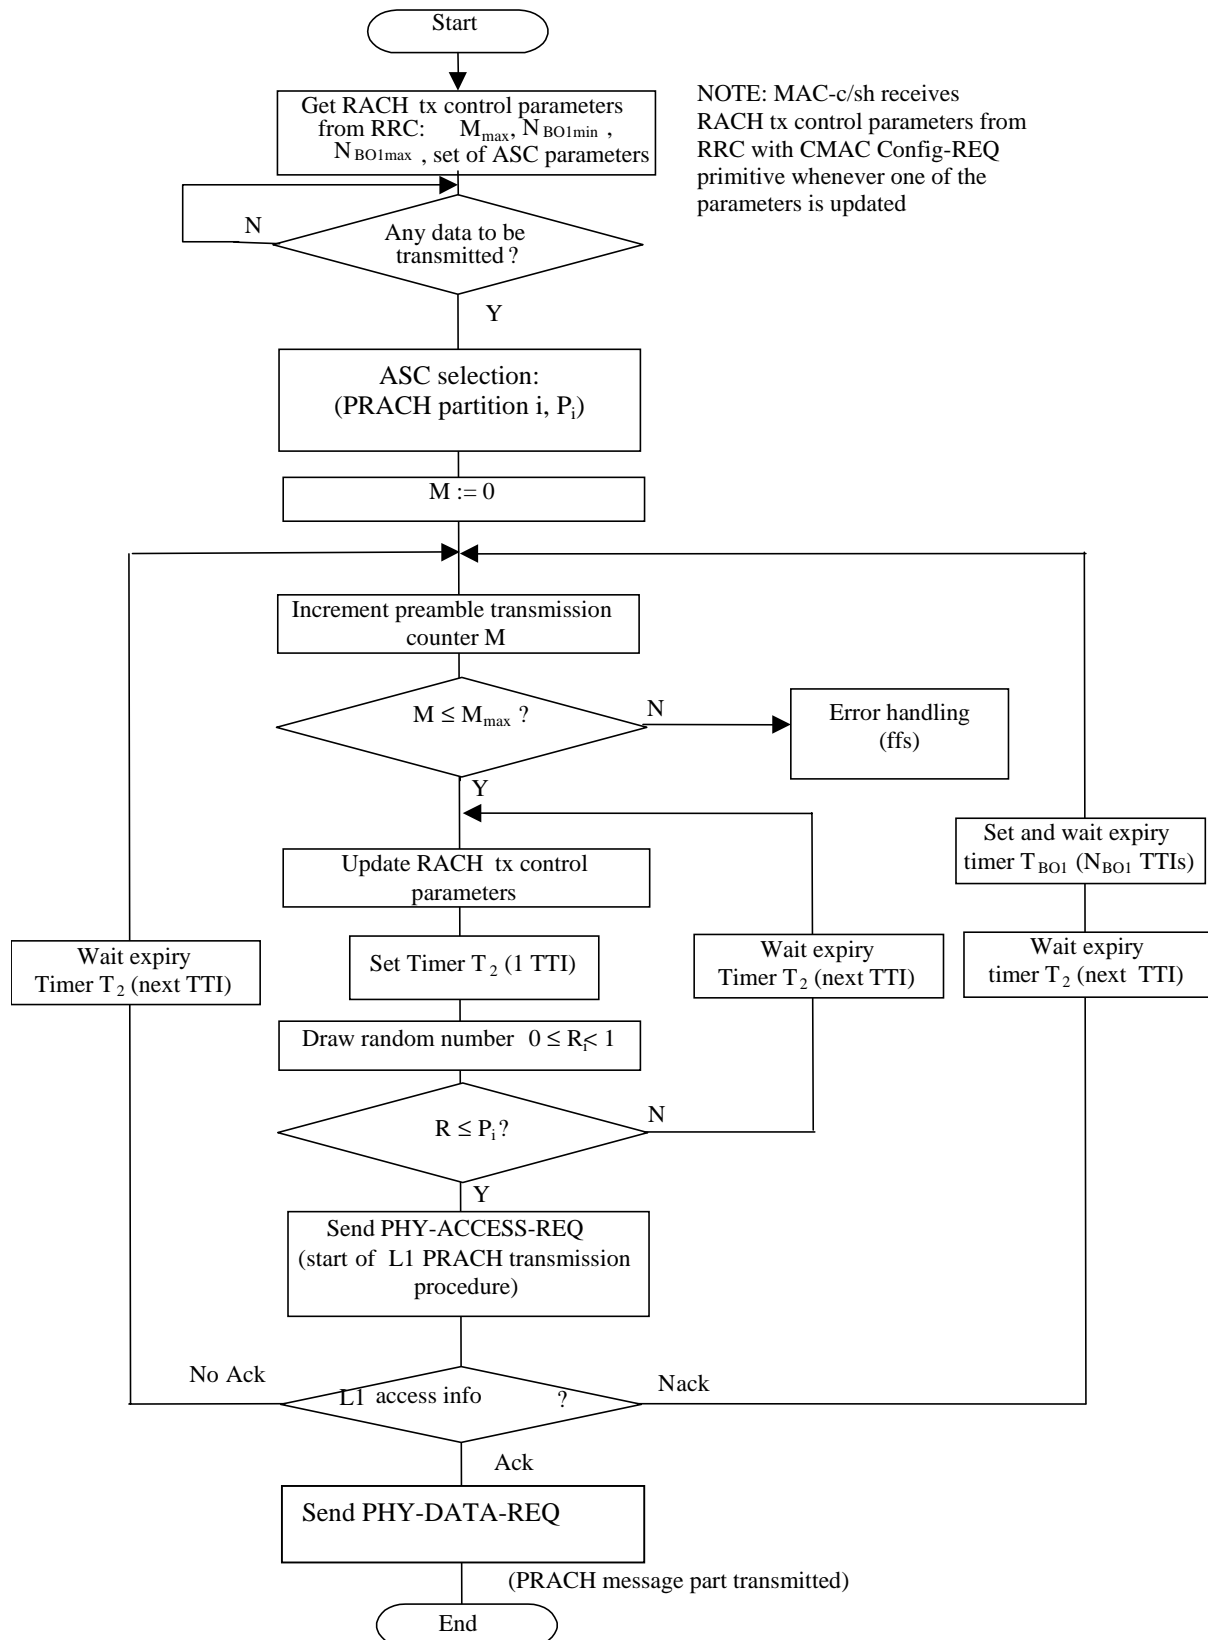 Start
Get RACH tx control parameters
from RRC: Mmax, NBO1min ,
NBO1max , set of ASC parameters
NOTE: MAC-c/sh receives
RACH tx control parameters from
RRC with CMAC Config-REQ
primitive whenever one of the
parameters is updated
N
Any data to be
transmitted ?
Y
ASC selection:
(PRACH partition i, Pi)
M := 0
Increment preamble transmission
counter M
M ≤ Mmax ?
N
Error handling
(ffs)
Y
Set and wait expiry
timer TBO1 (NBO1 TTIs)
Update RACH tx control
parameters
Wait expiry
Timer T2 (next TTI)
Set Timer T2 (1 TTI)
Wait expiry
Timer T2 (next TTI)
Wait expiry
timer T2 (next TTI)
Draw random number 0 ≤ Ri< 1
R ≤ Pi?
N
Y
Send PHY-ACCESS-REQ
(start of L1 PRACH transmission
procedure)
No Ack
L1 access info ?
Nack
Ack
Send PHY-DATA-REQ
(PRACH message part transmitted)
End